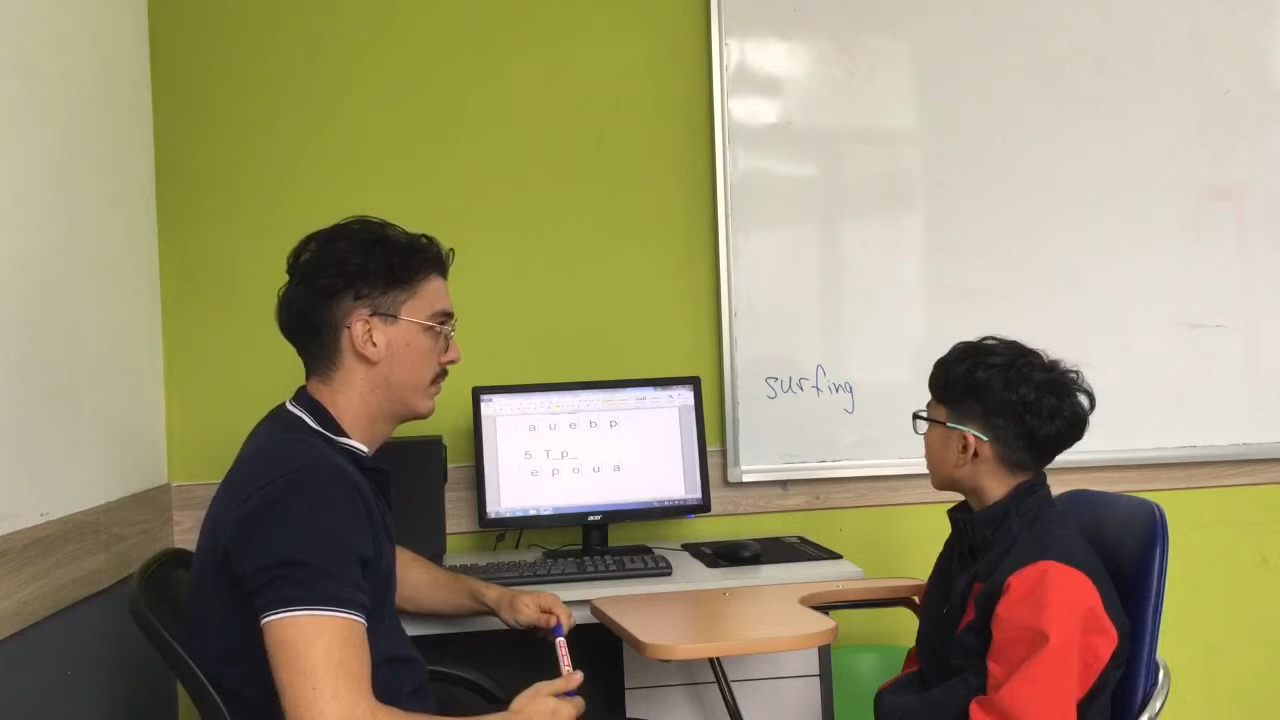 surfing
a u e b p
5. T_p_
e p o u a
acer